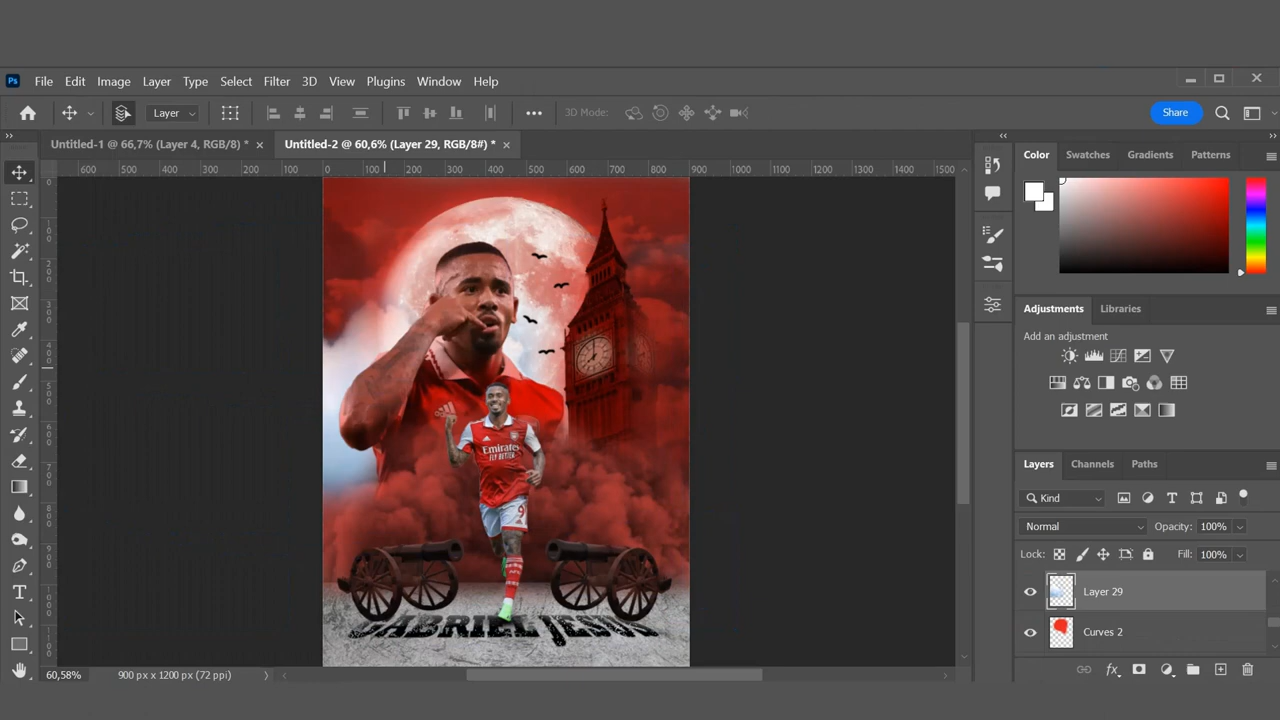 Ps File Edit Image Layer Type Select Filter 3D View Plugins Window Help
Layer 3D Mode: Share
Untitled-1 @ 66,7% (Layer 4, RGB/8) * Untitled-2 @ 60,6% (Layer 29, RGB/8#) *
600 500 400 300 200 100 0 100 200 300 400 500 600 700 800 900 1000 1100 1200 1300 1400 1500
Color Swatches Gradients Patterns
Adjustments Libraries
Add an adjustment
Layers Channels Paths
Kind
Normal Opacity: 100%
Lock: Fill: 100%
Layer 29
Curves 2
Emirates
FLY BETTER
9
GABRIEL JESUS
60,58% 900 px x 1200 px (72 ppi)